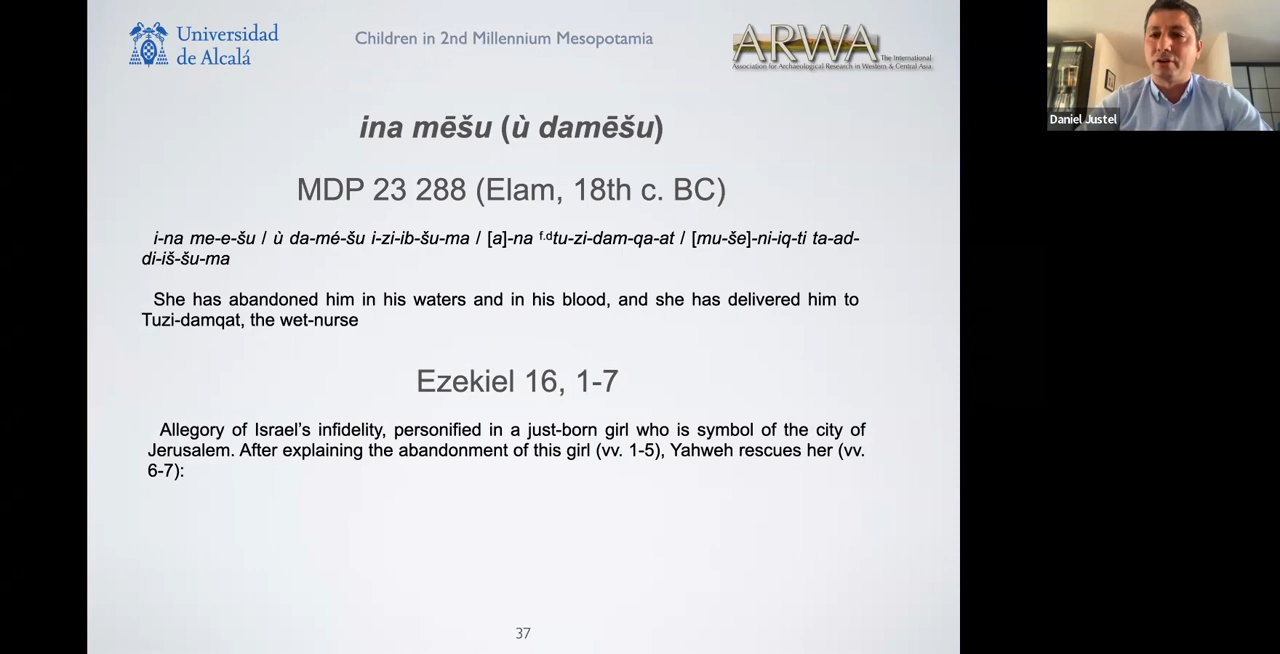 Universidad
de Alcalá
Children in 2nd Millennium Mesopotamia
ARWA
The International
Association for Archaeological Research in Western & Central Asia
Daniel Justel
ina mēšu (ù damēšu)
MDP 23 288 (Elam, 18th c. BC)
i-na me-e-šu / ù da-mé-šu i-zi-ib-šu-ma / [a]-na f.dtu-zi-dam-qa-at / [mu-še]-ni-iq-ti ta-ad-
di-iš-šu-ma
She has abandoned him in his waters and in his blood, and she has delivered him to
Tuzi-damqat, the wet-nurse
Ezekiel 16, 1-7
Allegory of Israel's infidelity, personified in a just-born girl who is symbol of the city of
Jerusalem. After explaining the abandonment of this girl (vv. 1-5), Yahweh rescues her (vv.
6-7):
37